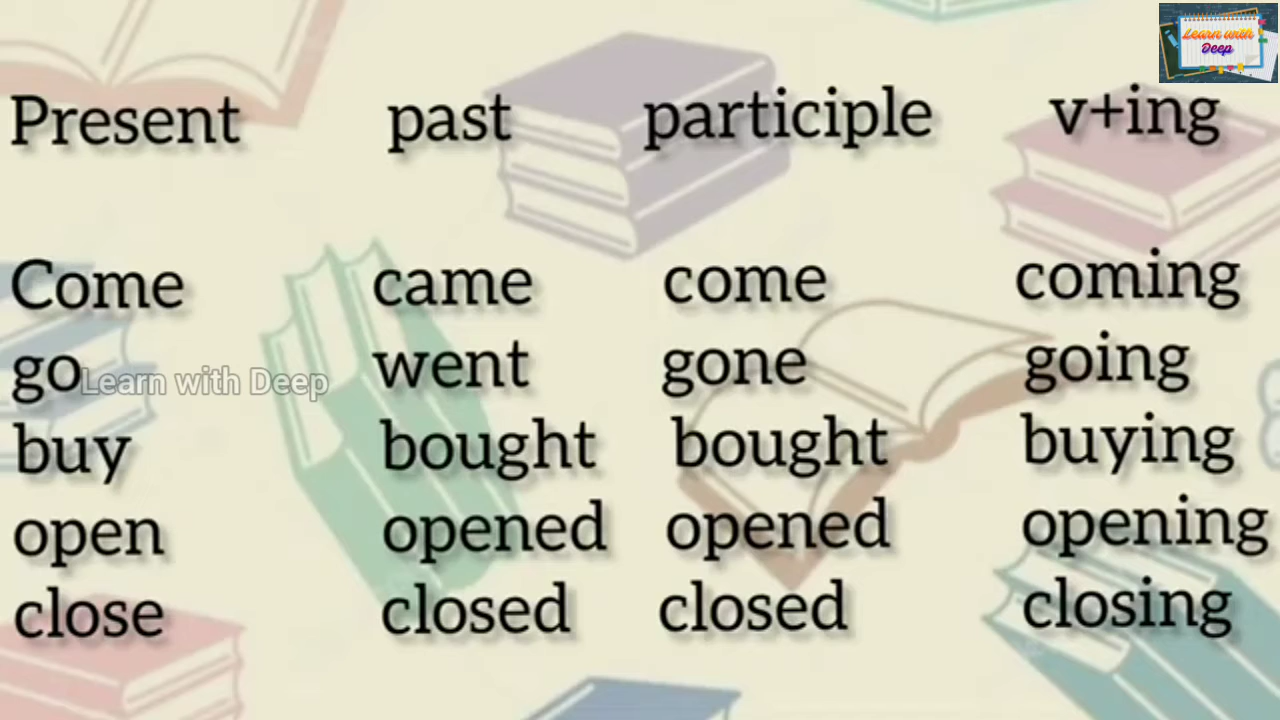 Learn with
Deep
Present past participle v+ing
Come came come coming
go went gone going
Learn with Deep
buy bought bought buying
open opened opened opening
close closed closed closing